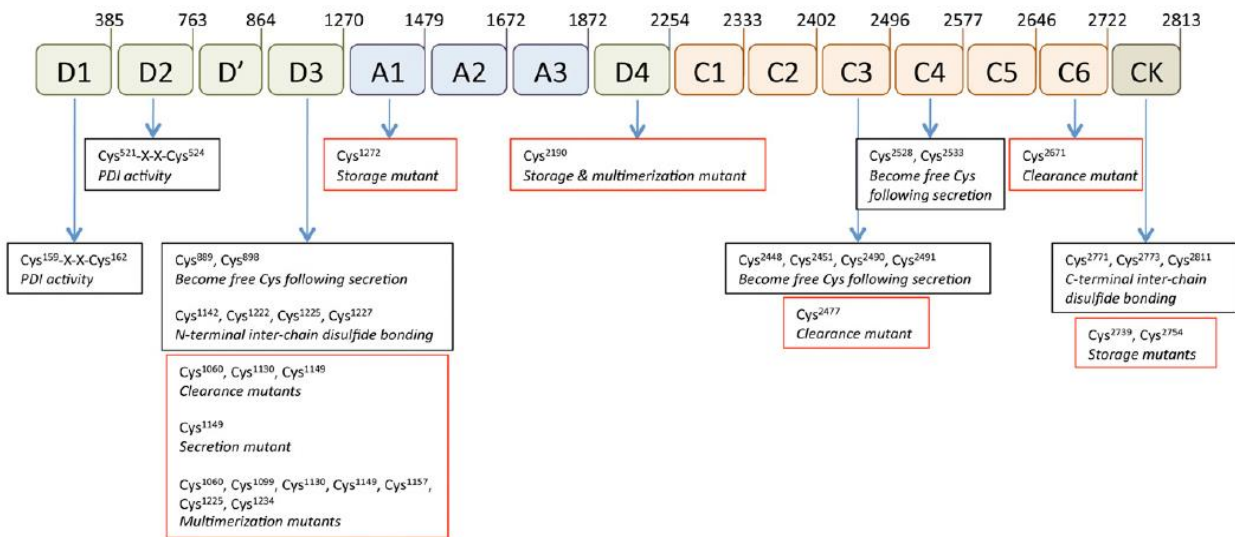 385 763 864 1270 1479 1672 1872 2254 2333 2402 2496 2577 2646 2722 2813
D1 D2 D’ D3 A1 A2 A3 D4 C1 C2 C3 C4 C5 C6 CK
Cys521-X-X-Cys524
PDI activity
Cys1272
Storage mutant
Cys2190
Storage & multimerization mutant
Cys2528, Cys2533
Become free Cys
following secretion
Cys2671
Clearance mutant
Cys159-X-X-Cys162
PDI activity
Cys889, Cys898
Become free Cys following secretion
Cys1142, Cys1222, Cys1225, Cys1227
N-terminal inter-chain disulfide bonding
Cys1060, Cys1130, Cys1149
Clearance mutants
Cys1149
Secretion mutant
Cys1060, Cys1099, Cys1130, Cys1149, Cys1157,
Cys1225, Cys1234
Multimerization mutants
Cys2448, Cys2451, Cys2490, Cys2491
Become free Cys following secretion
Cys2477
Clearance mutant
Cys2771, Cys2773, Cys2811
C-terminal inter-chain
disulfide bonding
Cys2739, Cys2754
Storage mutants